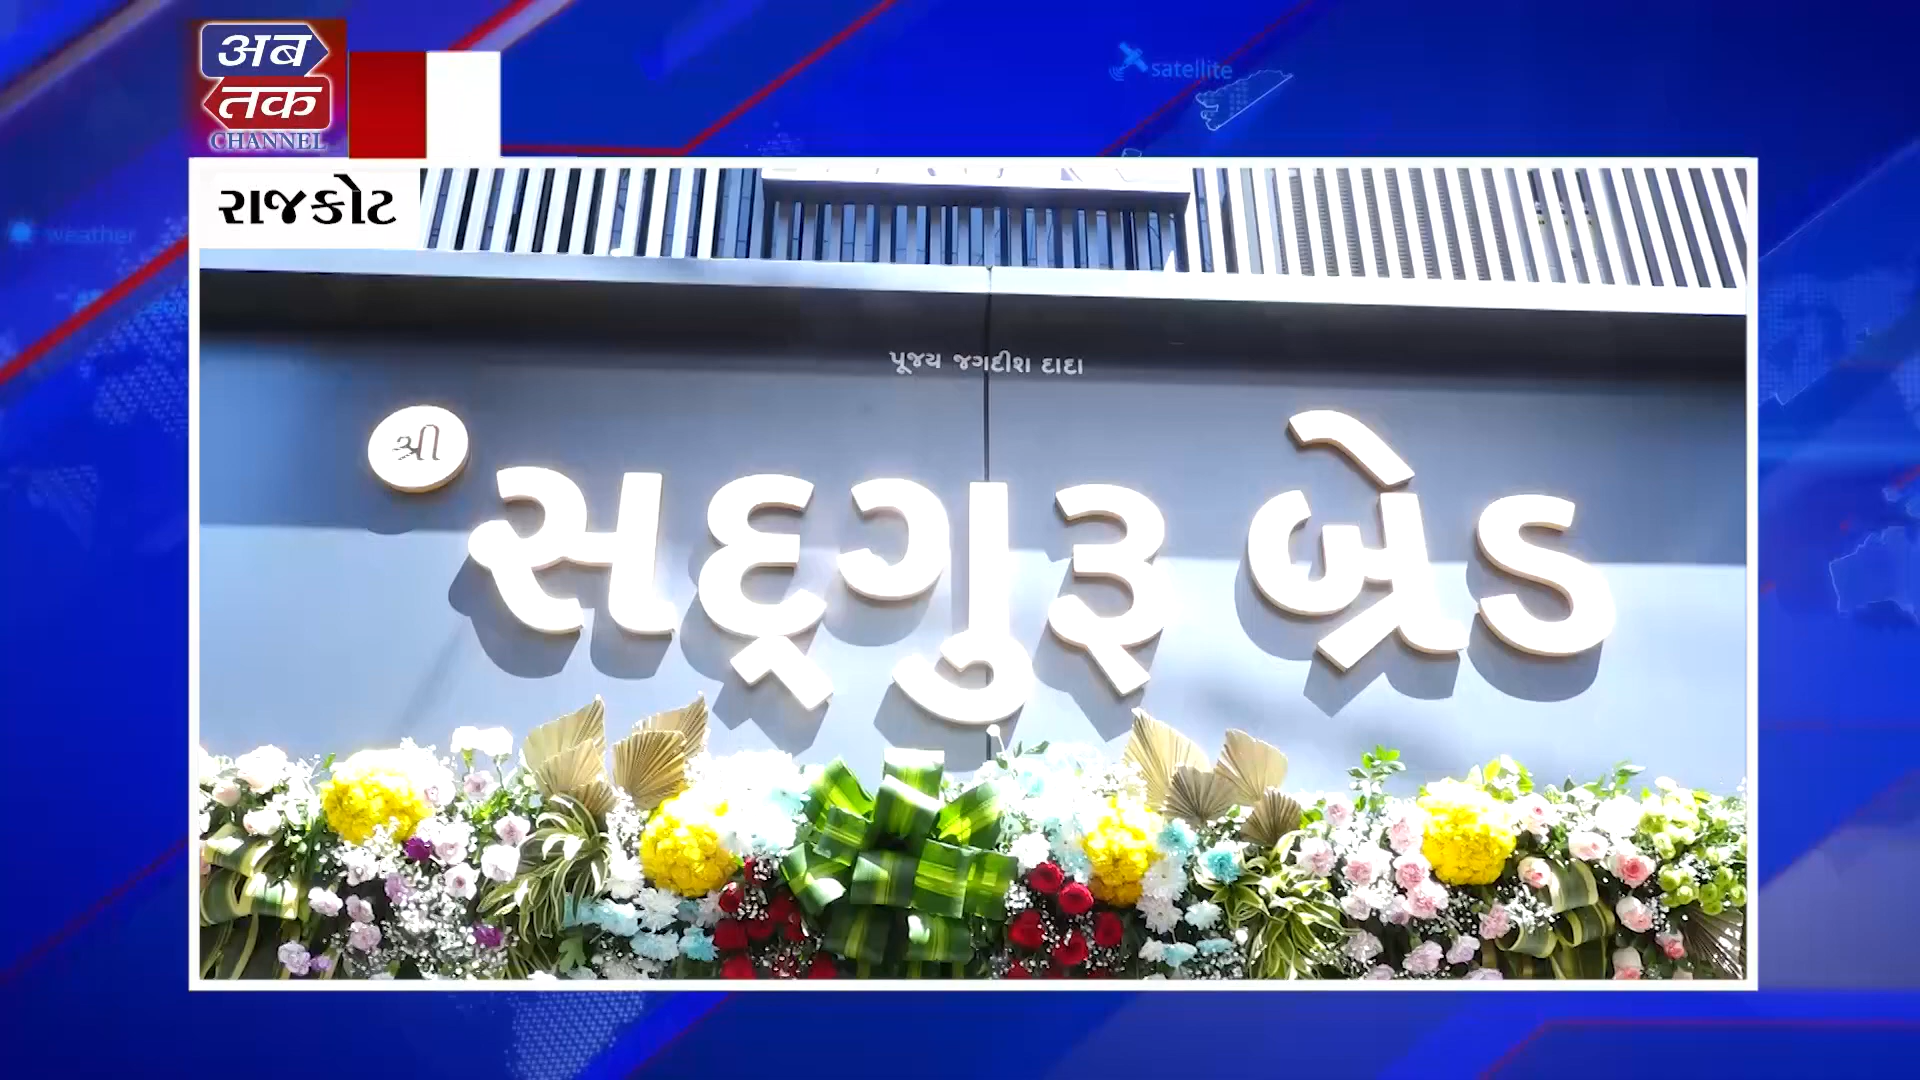 अब
तक
CHANNEL
satellite
weather
રાજકોટ
પૂજ્ય જગદીશ દાદા
શ્રી
સદ્ગુરૂ બ્રેડ